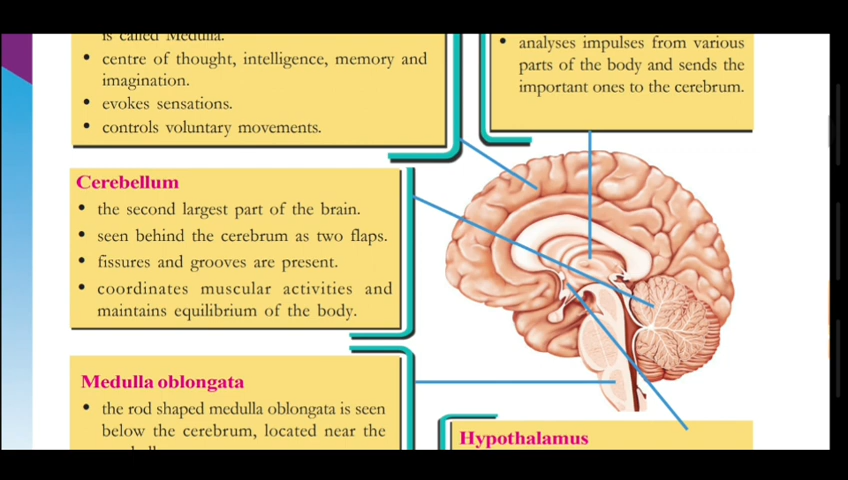 is called Medulla.
• centre of thought, intelligence, memory and
imagination.
• evokes sensations.
• controls voluntary movements.
• analyses impulses from various
parts of the body and sends the
important ones to the cerebrum.
Cerebellum
• the second largest part of the brain.
• seen behind the cerebrum as two flaps.
• fissures and grooves are present.
• coordinates muscular activities and
maintains equilibrium of the body.
Medulla oblongata
• the rod shaped medulla oblongata is seen
below the cerebrum, located near the
Hypothalamus